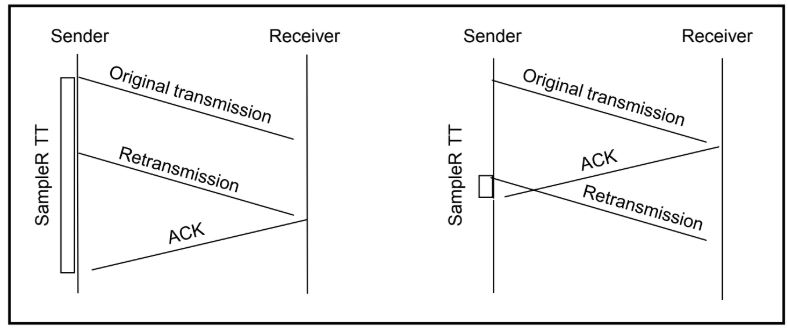 Sender
Receiver
Original transmission
Retransmission
ACK
SampleR TT
Sender
Receiver
Original transmission
ACK
Retransmission
SampleR TT